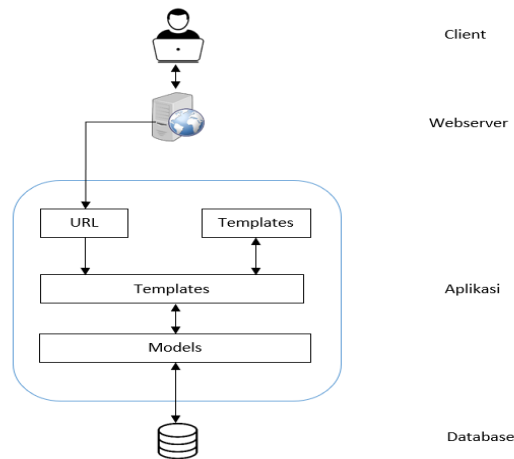 Client
Webserver
URL
Templates
Templates
Aplikasi
Models
Database